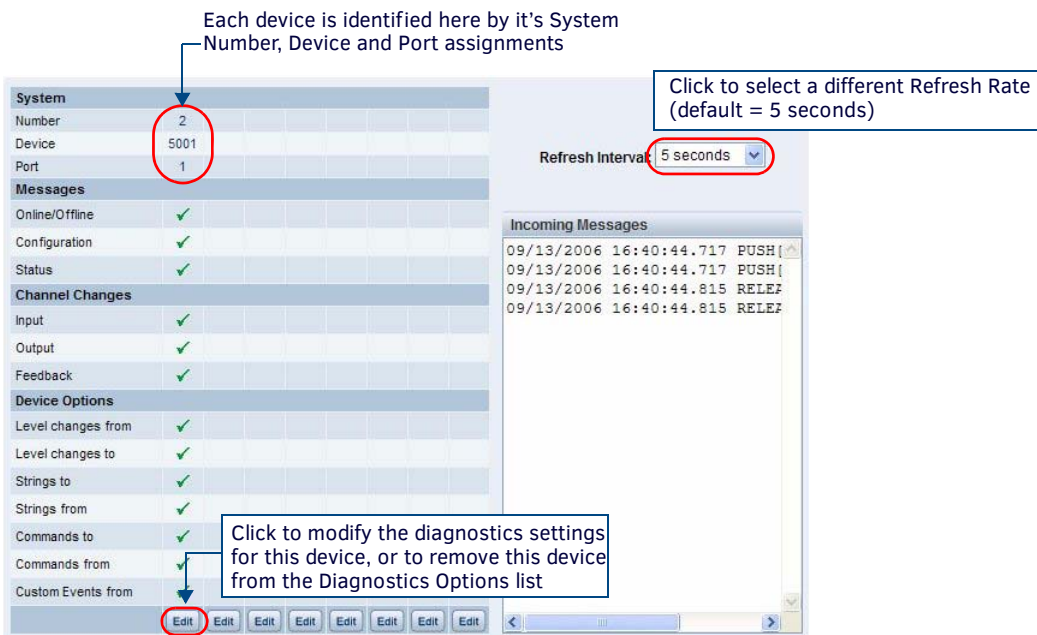 Each device is identified here by it's System
Number, Device and Port assignments
Click to select a different Refresh Rate
(default = 5 seconds)
System
Number 2
Device 5001
Port 1
Messages
Online/Offline
Configuration
Status
Channel Changes
Input
Output
Feedback
Device Options
Level changes from
Level changes to
Strings to
Strings from
Commands to
Commands from
Custom Events from
Edit Edit Edit Edit Edit Edit Edit Edit
Click to modify the diagnostics settings
for this device, or to remove this device
from the Diagnostics Options list
Refresh Interval: 5 seconds
Incoming Messages
09/13/2006 16:40:44.717 PUSH[
09/13/2006 16:40:44.717 PUSH[
09/13/2006 16:40:44.815
09/13/2006 16:40:44.815